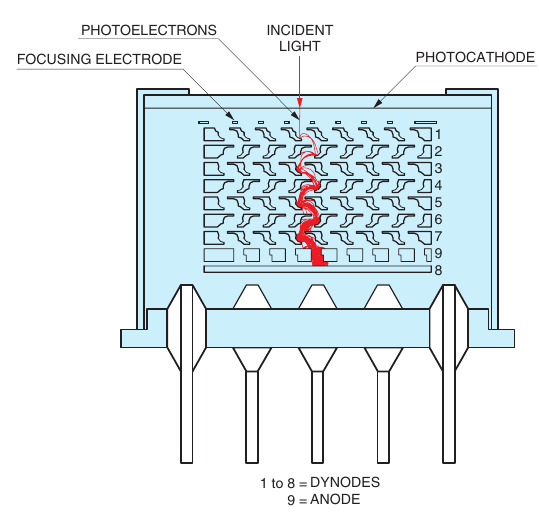 PHOTOELECTRONS
INCIDENT
LIGHT
FOCUSING ELECTRODE
PHOTOCATHODE
1
2
3
4
5
6
7
9
8
1 to 8 = DYNODES
9 = ANODE